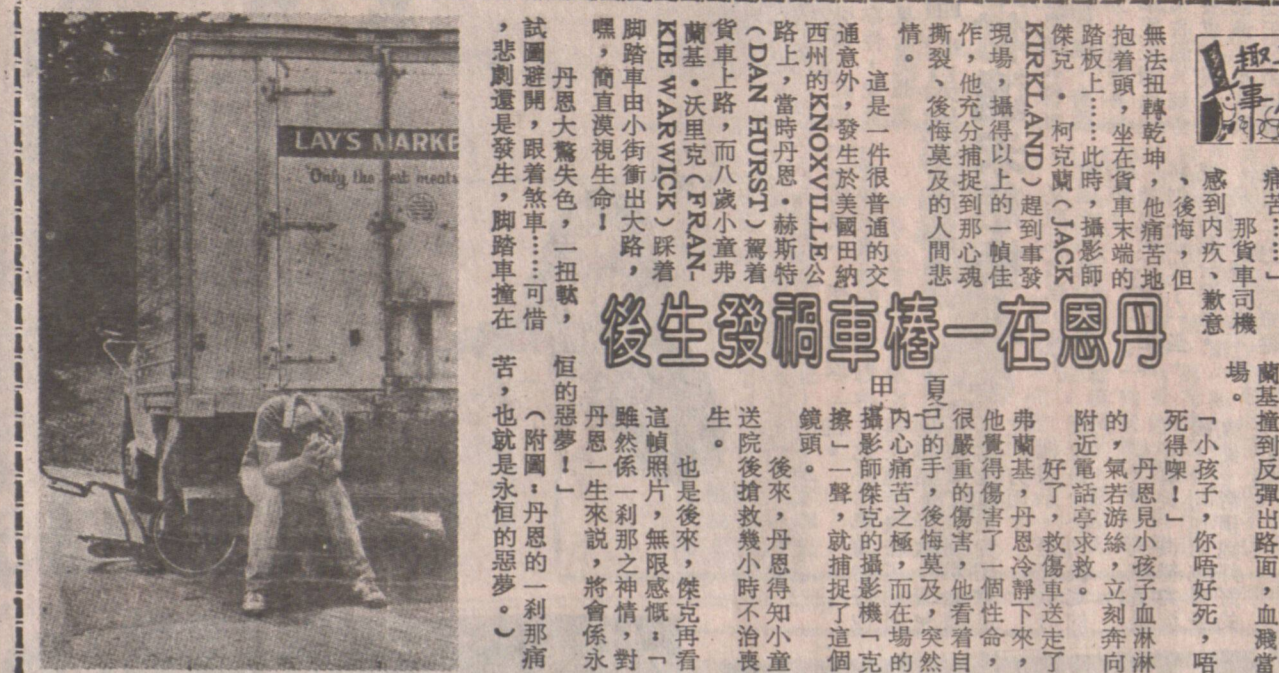 趣事
痛苦……」
那貨車司機
感到内疚、歉意
、後悔,但
無法扭轉乾坤,他痛苦地
抱着頭,坐在貨車末端的
踏板上……此時,攝影師
傑克・柯克蘭(JACK
KIRKLAND)趕到事發
現場,攝得以上的一幀佳
作,他充分捕捉到那心魂
撕裂、後悔莫及的人間悲
情。
這是一件很普通的交
通意外,發生於美國田納
西州的KNOXVILLE公
路上,當時丹恩・赫斯特
(DAN HURST)駕着
貨車上路,而八歲小童弗
蘭基・沃里克(FRAN-
KIE WARWICK)踩着
脚踏車由小街衝出大路,
嘿,簡直漠視生命!
丹恩大驚失色,一扭軚,
試圖避開,跟着煞車……可惜
,悲劇還是發生,脚踏車撞在
丹恩在一樁車禍發生後
夏
蘭基撞到反彈出路面,血濺當
場。
「小孩子,你唔好死,唔
死得㗎!」
丹恩見小孩子血淋淋
的,氣若游絲,立刻奔向
附近電話亭求救。
好了,救傷車送走了
弗蘭基,丹恩冷靜下來,
他覺得傷害了一個性命,
很嚴重的傷害,他看着自
己的手,後悔莫及,突然
內心痛苦之極,而在場的
攝影師傑克的攝影機「克
擦」一聲,就捕捉了這個
鏡頭。
後來,丹恩得知小童
送院後搶救幾小時不治喪
生。
也是後來,傑克再看
這幀照片,無限感慨:「
雖然係一刹那之神情,對
丹恩一生來説,將會係永
恒的惡夢!」
(附圖:丹恩的一刹那痛
苦,也就是永恒的惡夢。)
LAY'S MARKE
"Only the best meats